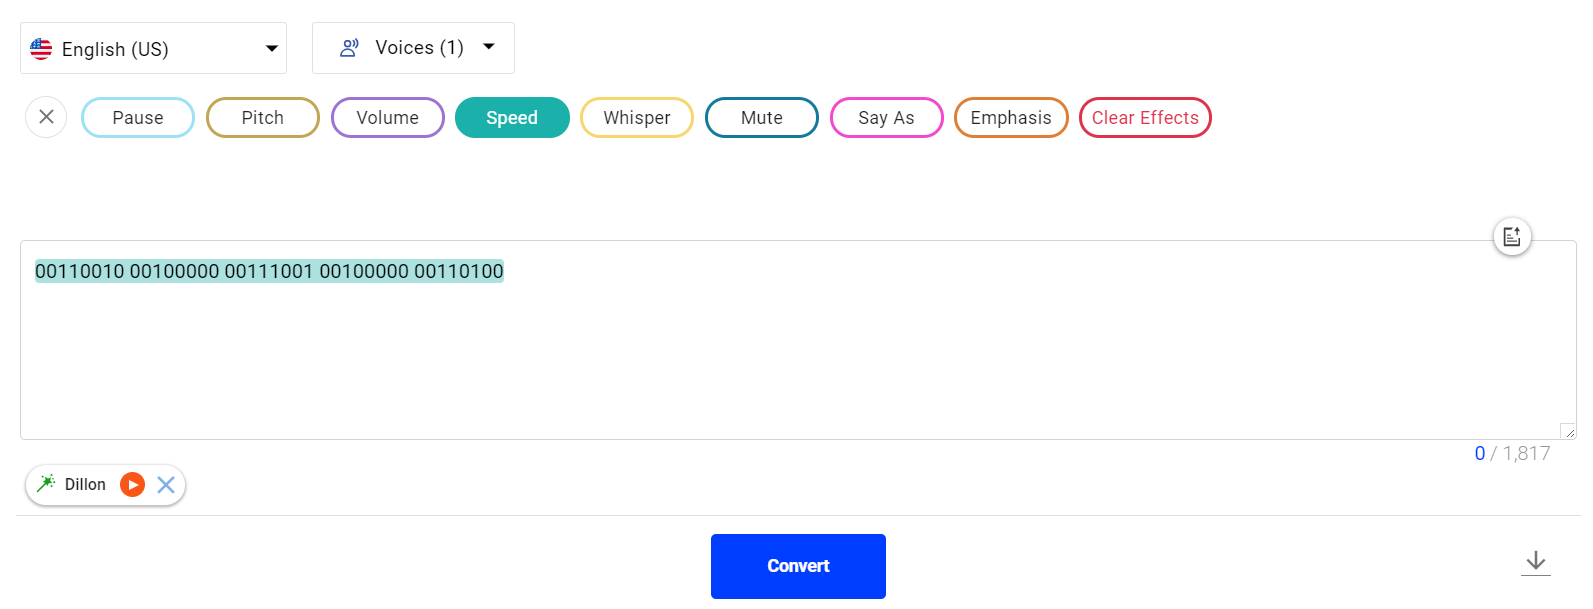 English (US) Voices (1)
Pause Pitch Volume Speed Whisper Mute Say As Emphasis Clear Effects
00110010 00100000 00111001 00100000 00110100
0 / 1,817
Dillon
Convert